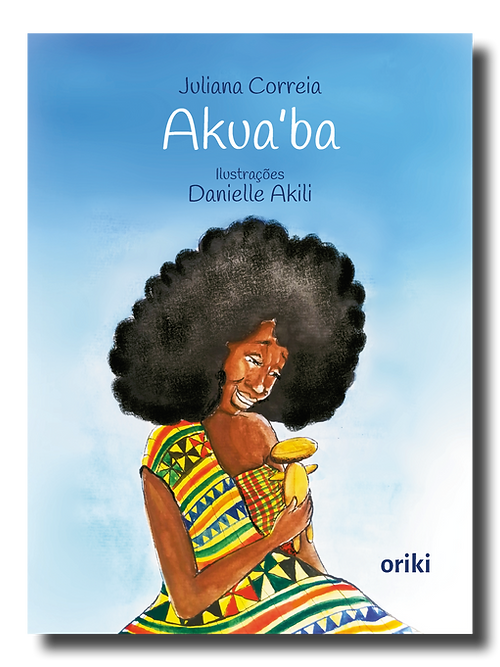 Juliana Correia
Akua'ba
Ilustrações
Danielle Akili
oriki